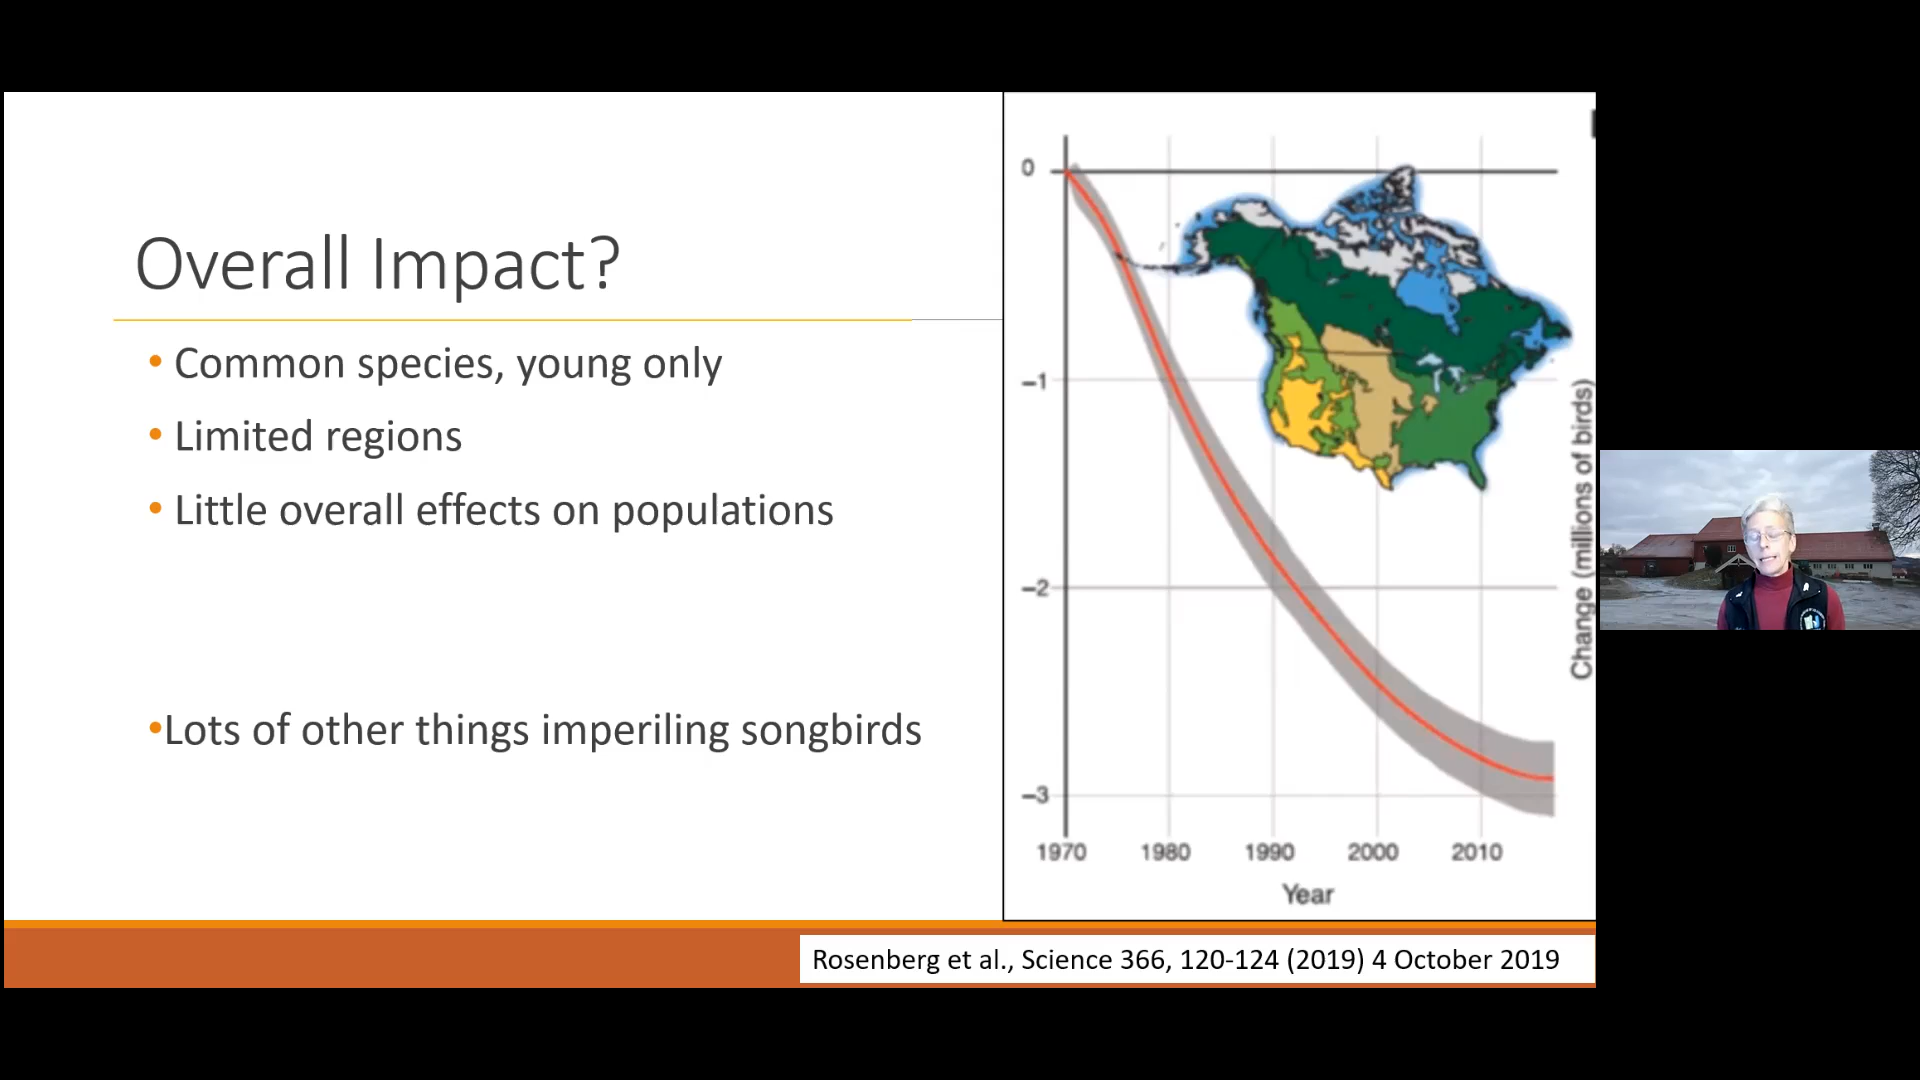 Overall Impact?
• Common species, young only
• Limited regions
• Little overall effects on populations
•Lots of other things imperiling songbirds
0
−1
−2
−3
1970 1980 1990 2000 2010
Year
Change (millions of birds)
Rosenberg et al., Science 366, 120-124 (2019) 4 October 2019